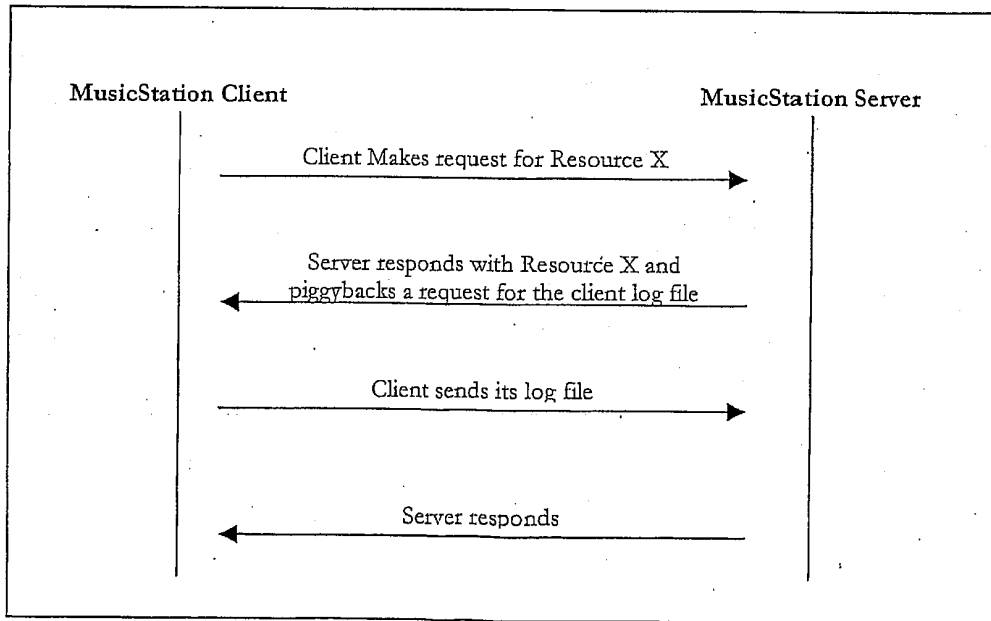 MusicStation Client
MusicStation Server
Client Makes request for Resource X
Server responds with Resource X and
piggybacks a request for the client log file
Client sends its log file
Server responds